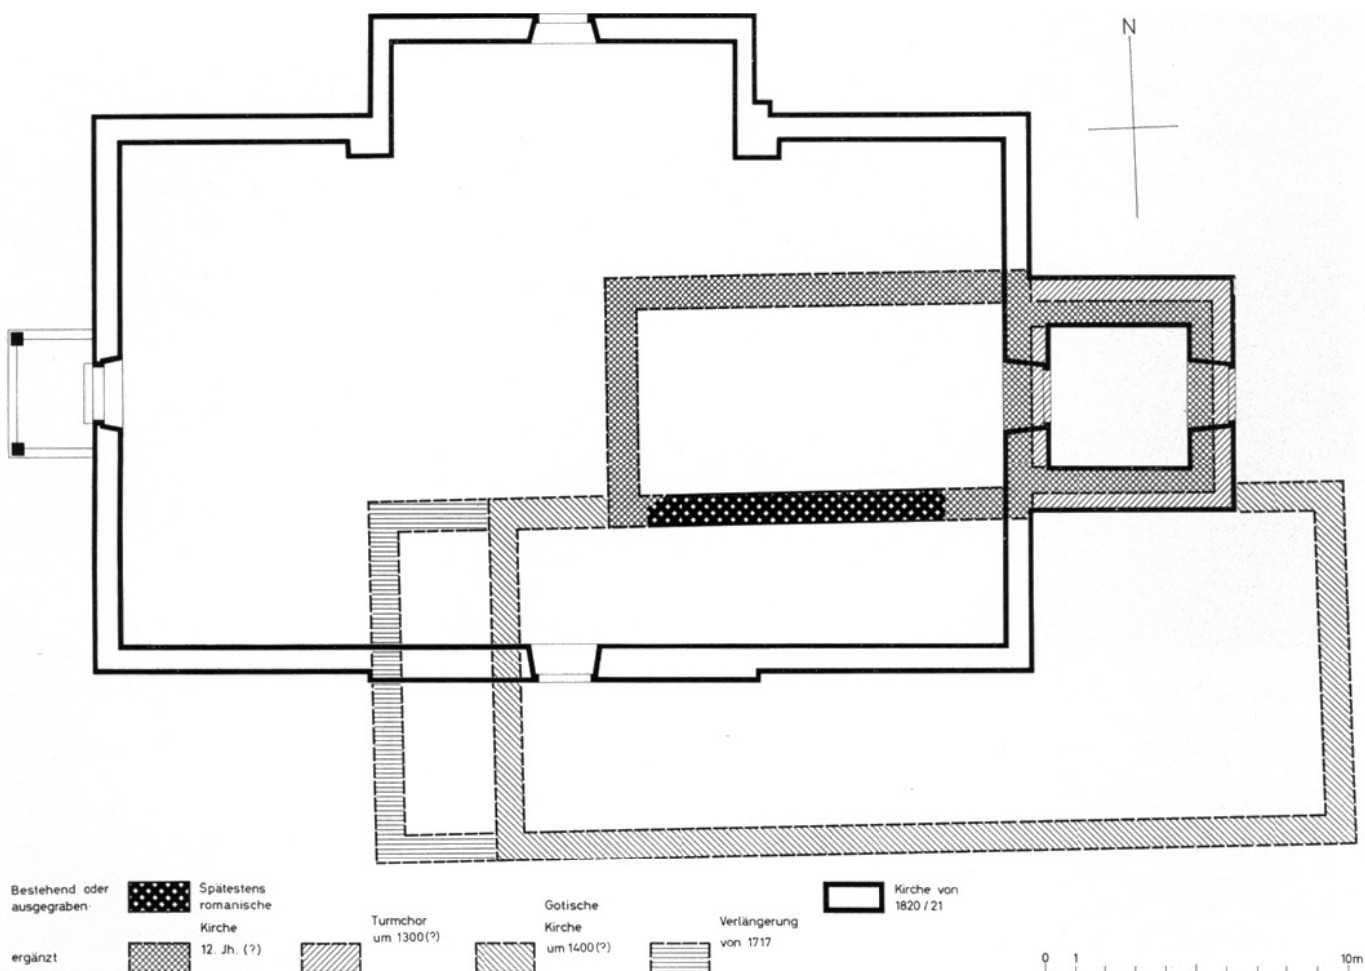 N
Bestehend oder
ausgegraben
Spätestens
romanische
Kirche
12. Jh. (?)
ergänzt
Turmchor
um 1300(?)
Gotische
Kirche
um 1400(?)
Verlängerung
von 1717
Kirche von
1820/21
0 1 10m